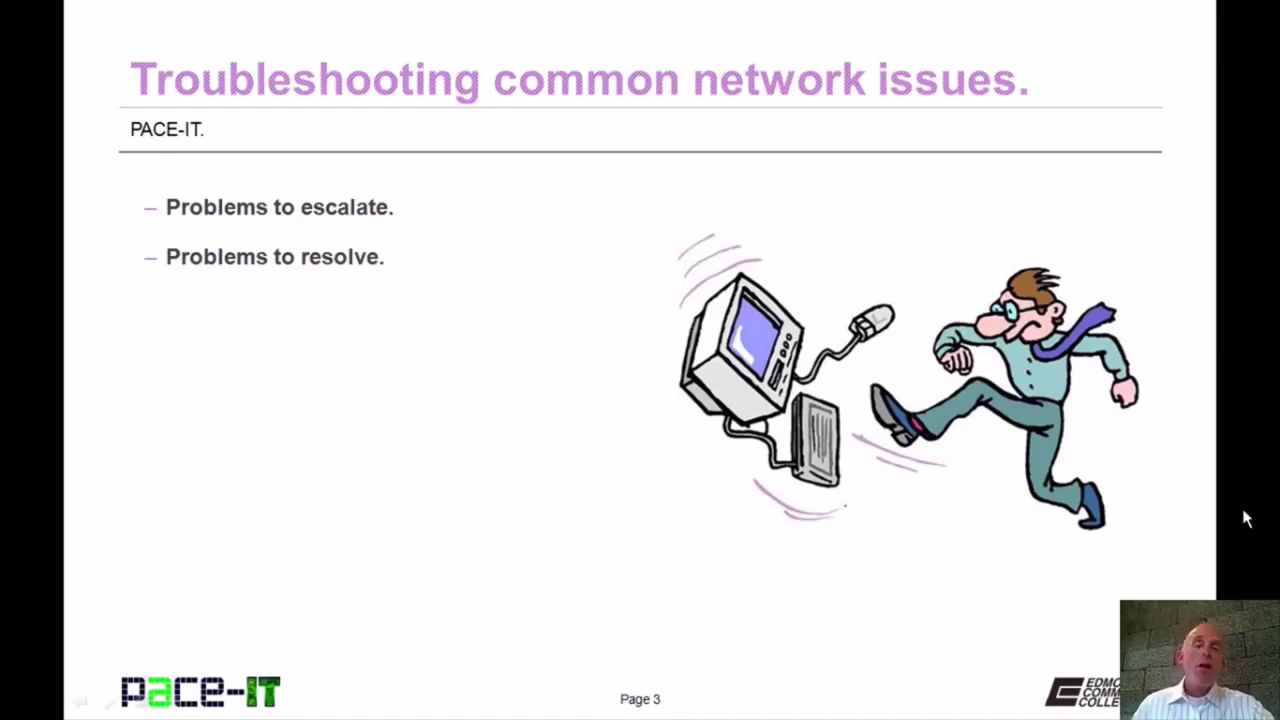 Troubleshooting common network issues.
PACE-IT.
– Problems to escalate.
– Problems to resolve.
pace-IT
Page 3